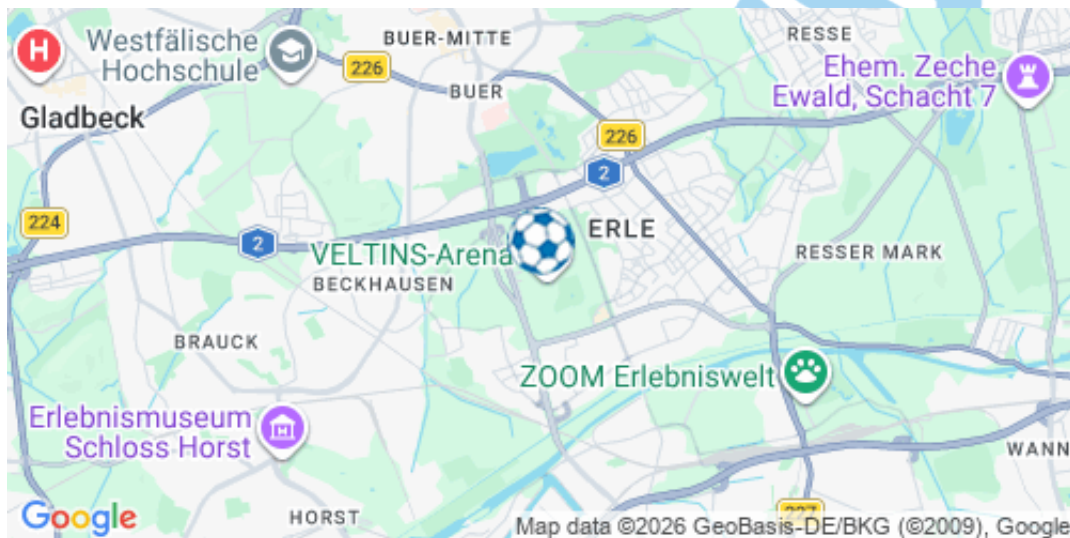 H
Westfälische
Hochschule
BUER-MITTE
RESSE
226
BUER
Ehem. Zeche
Ewald, Schacht 7
Gladbeck
226
2
224
2
VELTINS-Arena
ERLE
BECKHAUSEN
RESSER MARK
BRAUCK
ZOOM Erlebniswelt
Erlebnismuseum
Schloss Horst
WANN
Google
HORST
227
Map data ©2026 GeoBasis-DE/BKG (©2009), Google